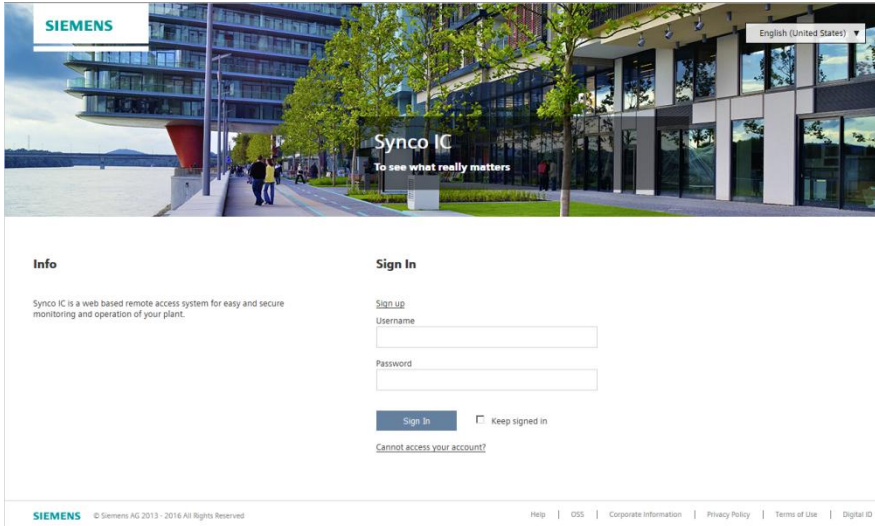 SIEMENS
English (United States) ▼
Synco IC
To see what really matters
Info
Synco IC is a web based remote access system for easy and secure
monitoring and operation of your plant.
Sign In
Sign up
Username
Password
Sign In
Keep signed in
Cannot access your account?
SIEMENS © Siemens AG 2013 - 2016 All Rights Reserved
Help | OSS | Corporate Information | Privacy Policy | Terms of Use | Digital ID